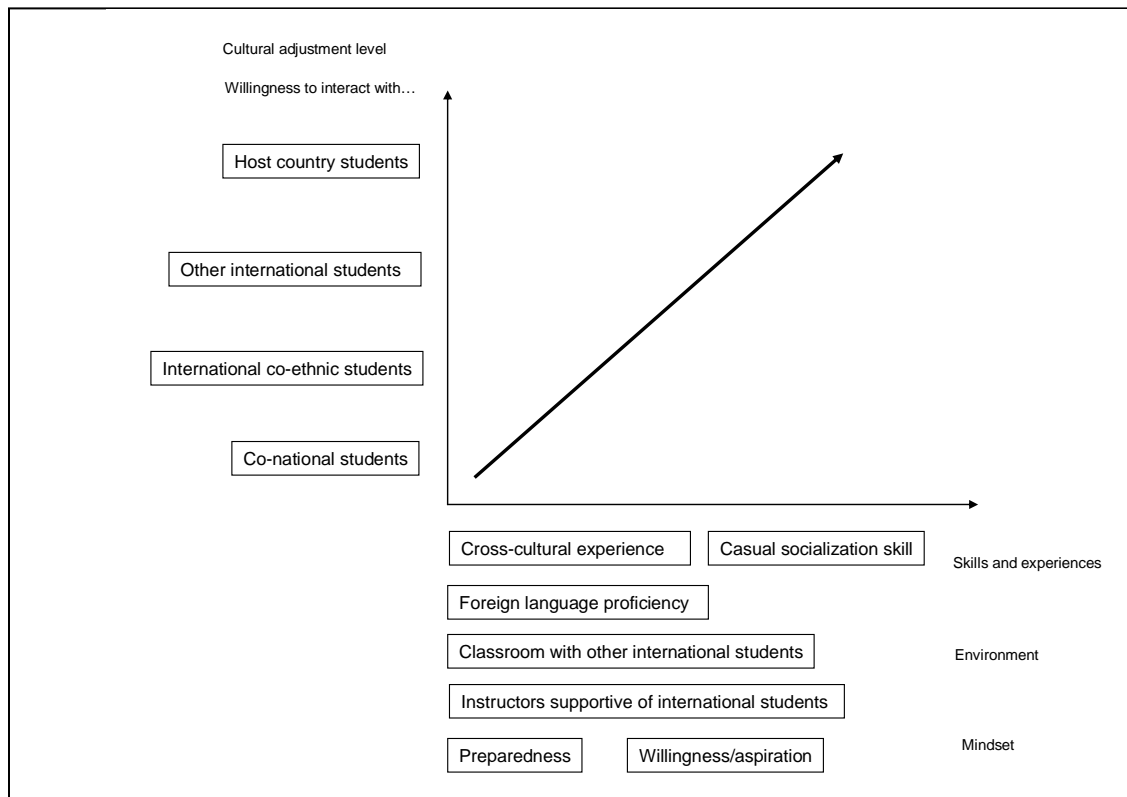 Cultural adjustment level
Willingness to interact with…
Host country students
Other international students
International co-ethnic students
Co-national students
Cross-cultural experience
Casual socialization skill
Skills and experiences
Foreign language proficiency
Classroom with other international students
Environment
Instructors supportive of international students
Preparedness
Willingness/aspiration
Mindset